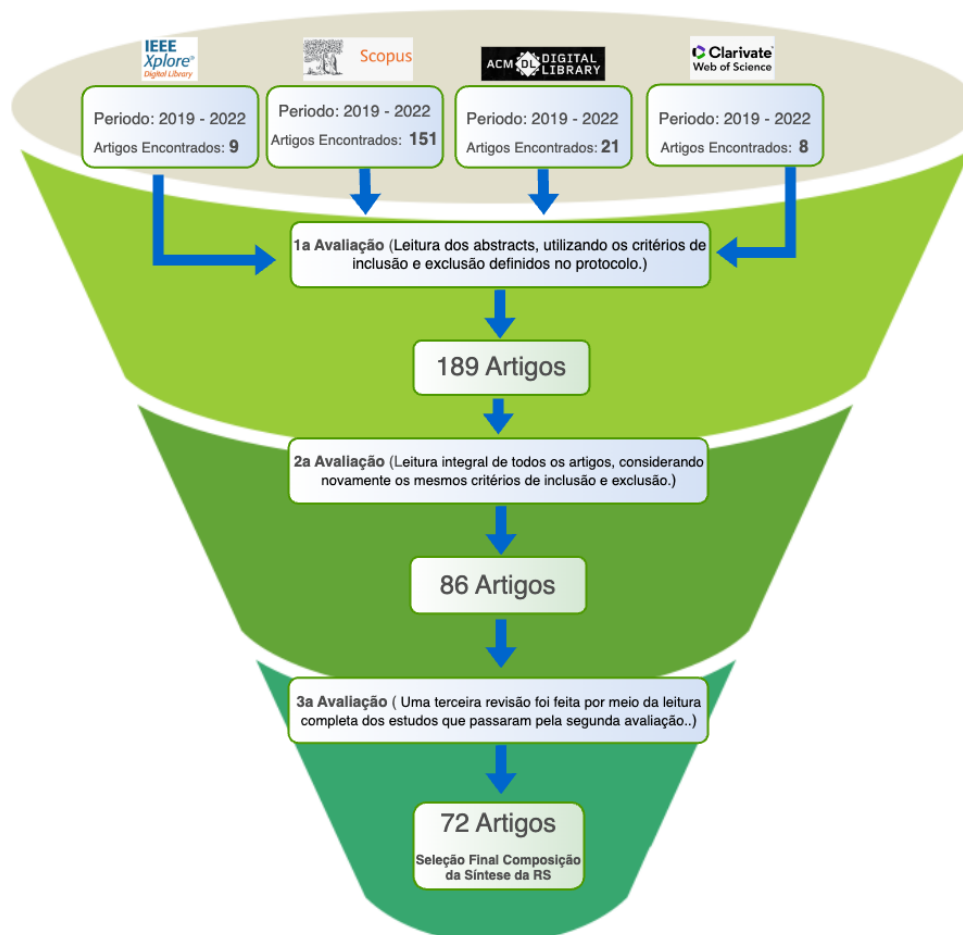 IEEE
Xplore®
Digital Library
Scopus
ACM DL DIGITAL
LIBRARY
Clarivate™
Web of Science
Periodo: 2019 - 2022
Artigos Encontrados: 9
Periodo: 2019 - 2022
Artigos Encontrados: 151
Periodo: 2019 - 2022
Artigos Encontrados: 21
Periodo: 2019 - 2022
Artigos Encontrados: 8
1a Avaliação (Leitura dos abstracts, utilizando os critérios de
inclusão e exclusão definidos no protocolo.)
189 Artigos
2a Avaliação (Leitura integral de todos os artigos, considerando
novamente os mesmos critérios de inclusão e exclusão.)
86 Artigos
3a Avaliação ( Uma terceira revisão foi feita por meio da leitura
completa dos estudos que passaram pela segunda avaliação..)
72 Artigos
Seleção Final Composição
da Síntese da RS